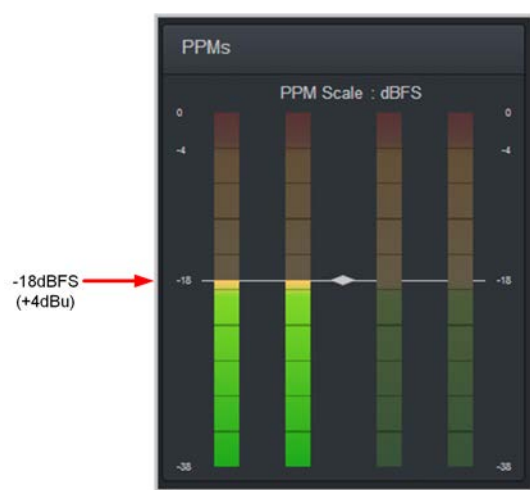 PPMs
PPM Scale : dBFS
0 0
-4 -4
-18dBFS
(+4dBu)
-18 -18
-38 -38